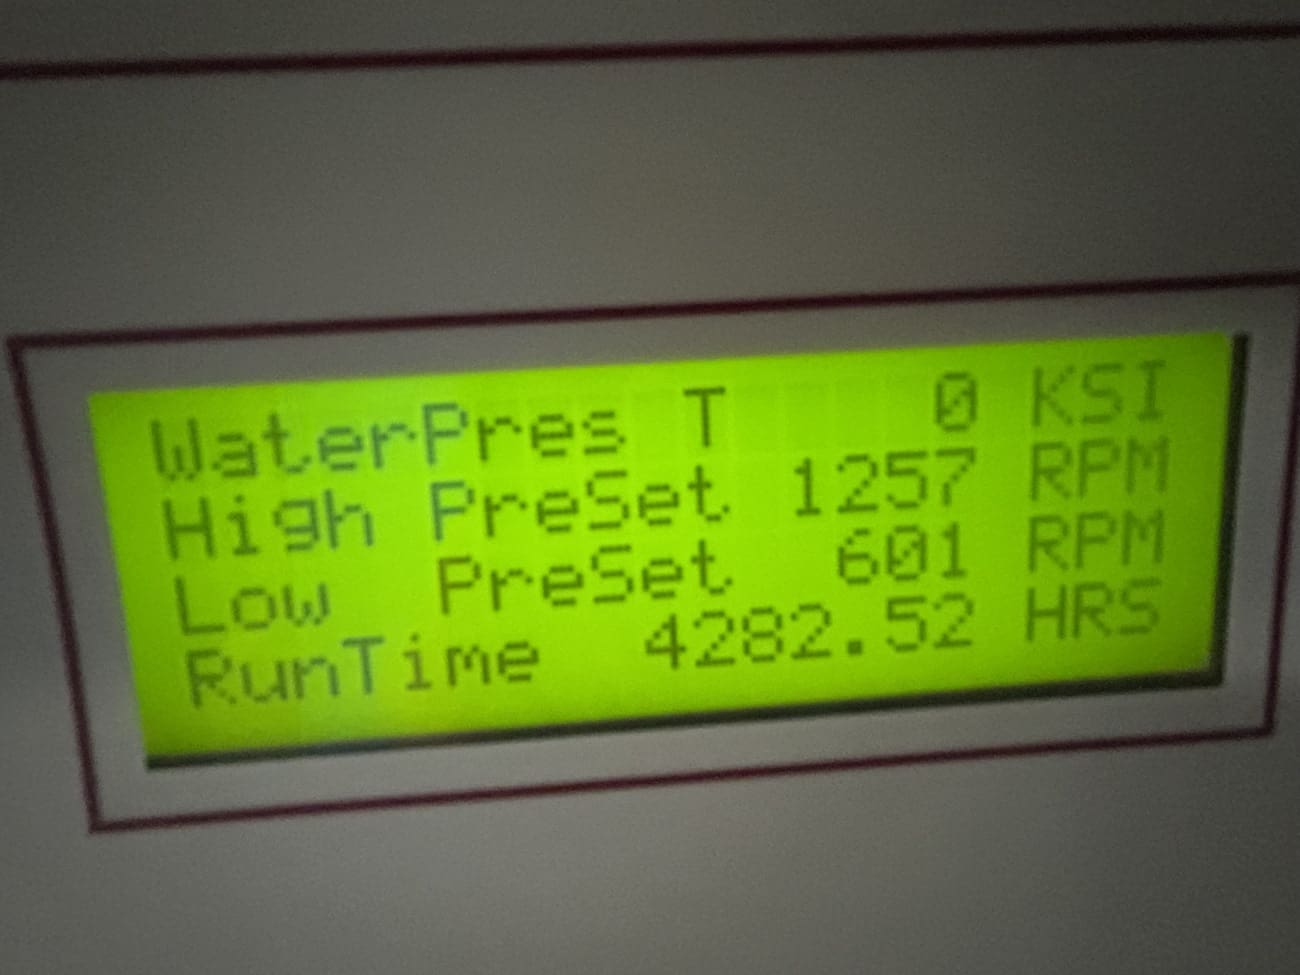 WaterPres T 0 KSI
High PreSet 1257 RPM
Low PreSet 601 RPM
RunTime 4282.52 HRS